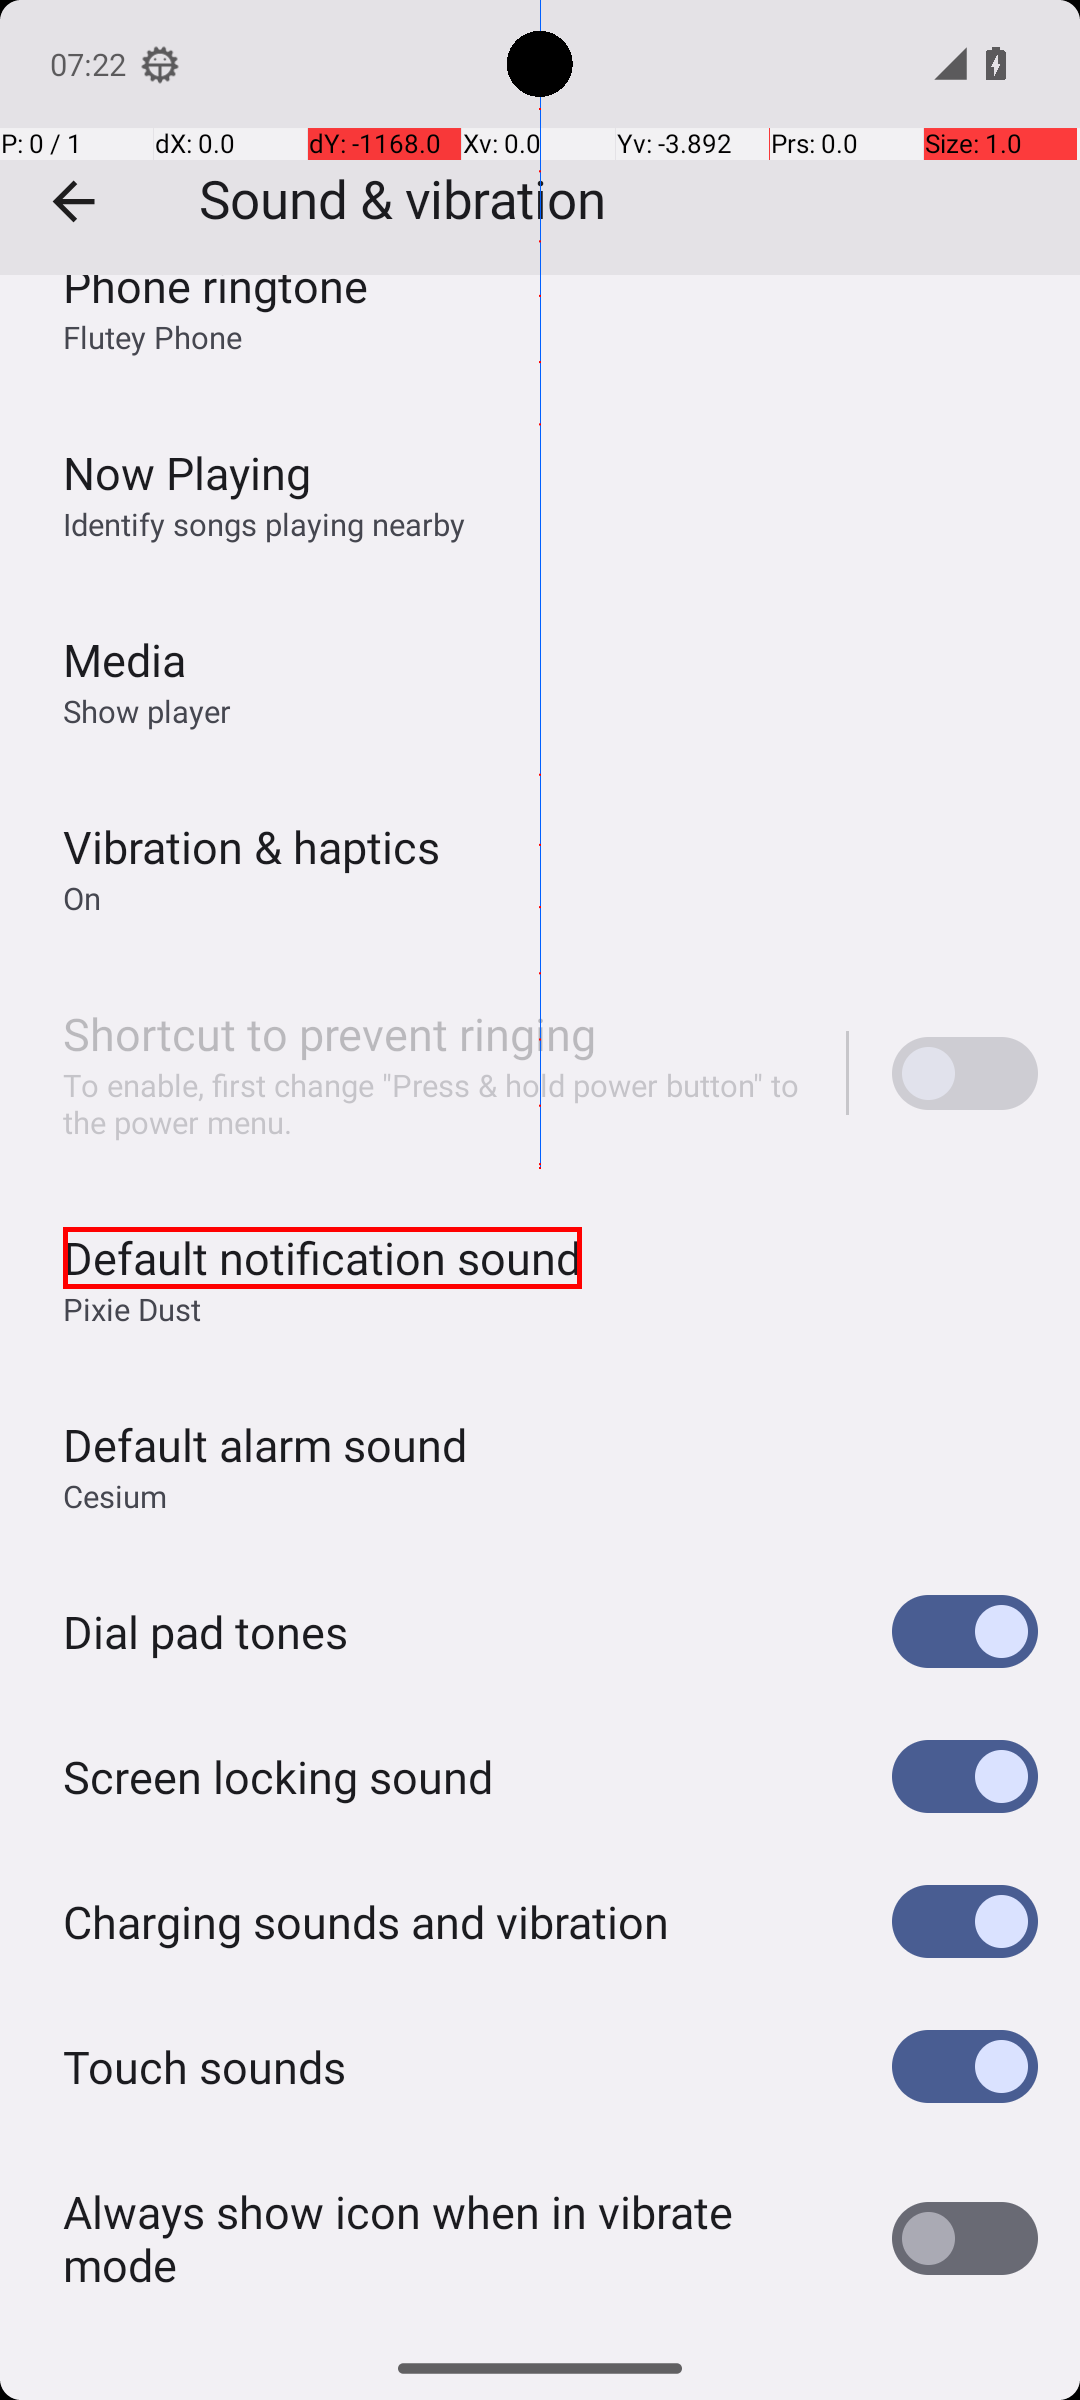 07:22
P: 0 / 1 dX: 0.0 dY: -1168.0 Xv: 0.0 Yv: -3.892 Prs: 0.0 Size: 1.0
Sound & vibration
Phone ringtone
Flutey Phone
Now Playing
Identify songs playing nearby
Media
Show player
Vibration & haptics
On
Shortcut to prevent ringing
To enable, first change "Press & hold power button" to
the power menu.
Default notification sound
Pixie Dust
Default alarm sound
Cesium
Dial pad tones
Screen locking sound
Charging sounds and vibration
Touch sounds
Always show icon when in vibrate
mode